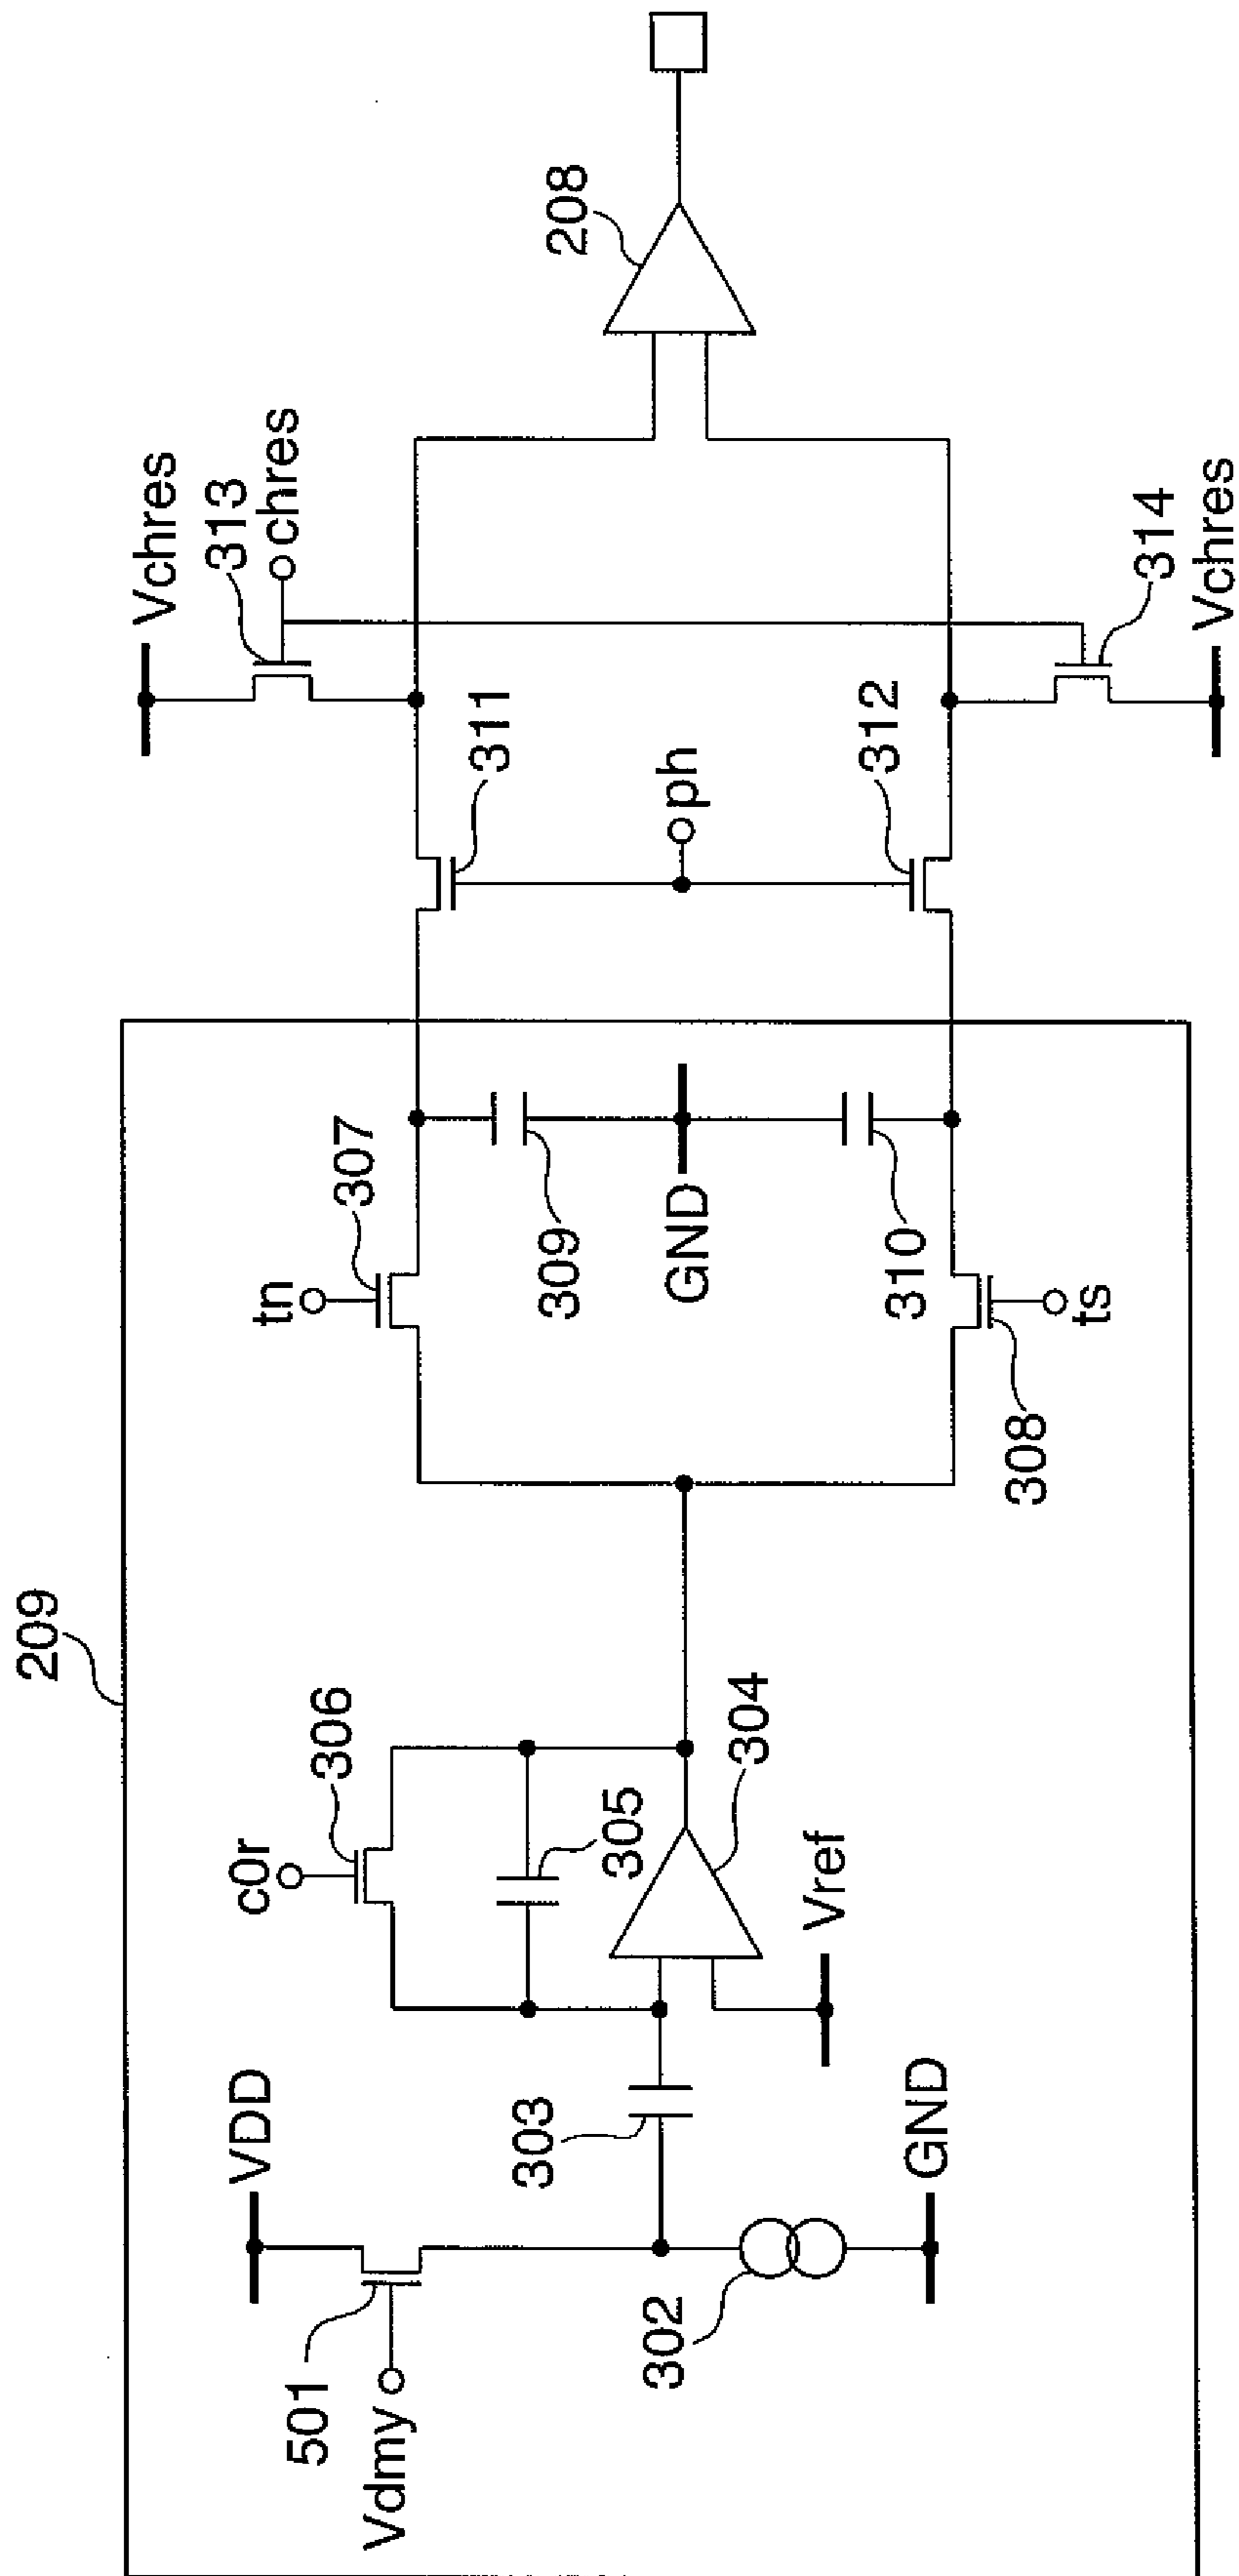 209
VDD
501
Vdmy
302
GND
303
c0r
306
305
304
Vref
tn
307
309
GND
310
308
ts
311
ph
312
Vchres
313
chres
314
Vchres
208